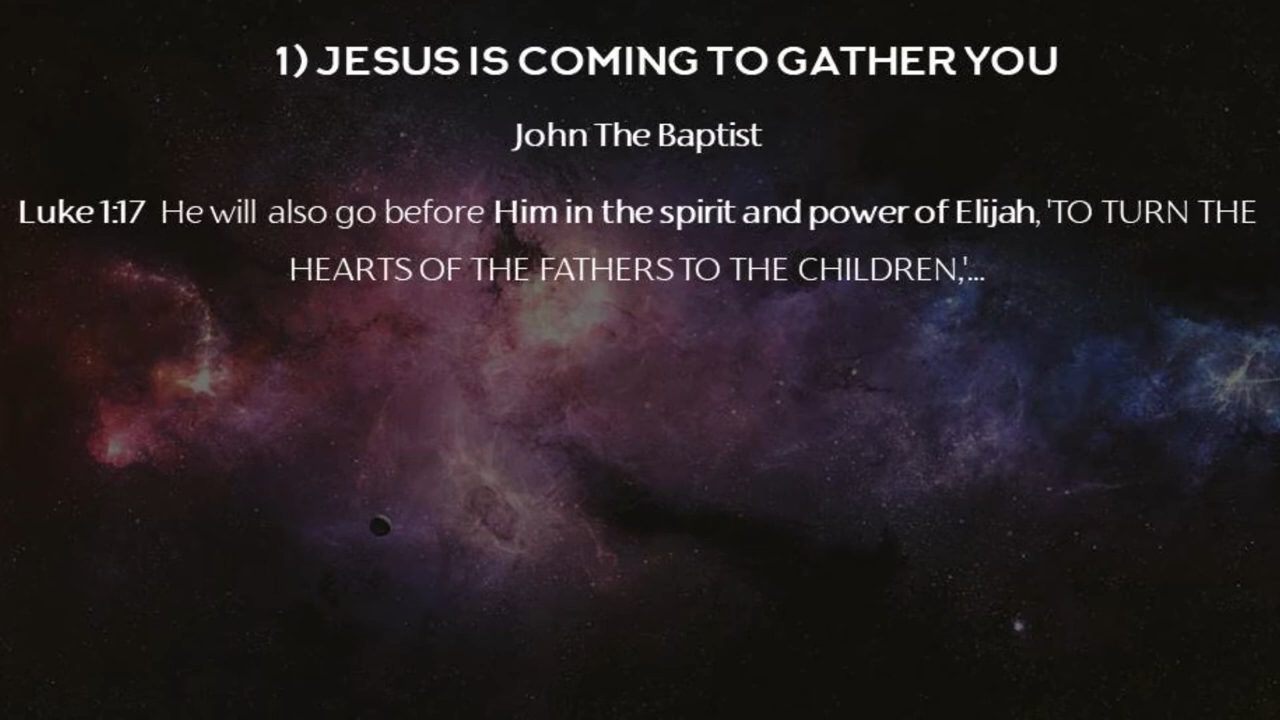 1) JESUS IS COMING TO GATHER YOU
John The Baptist
Luke 1:17 He will also go before Him in the spirit and power of Elijah, 'TO TURN THE
HEARTS OF THE FATHERS TO THE CHILDREN,'...